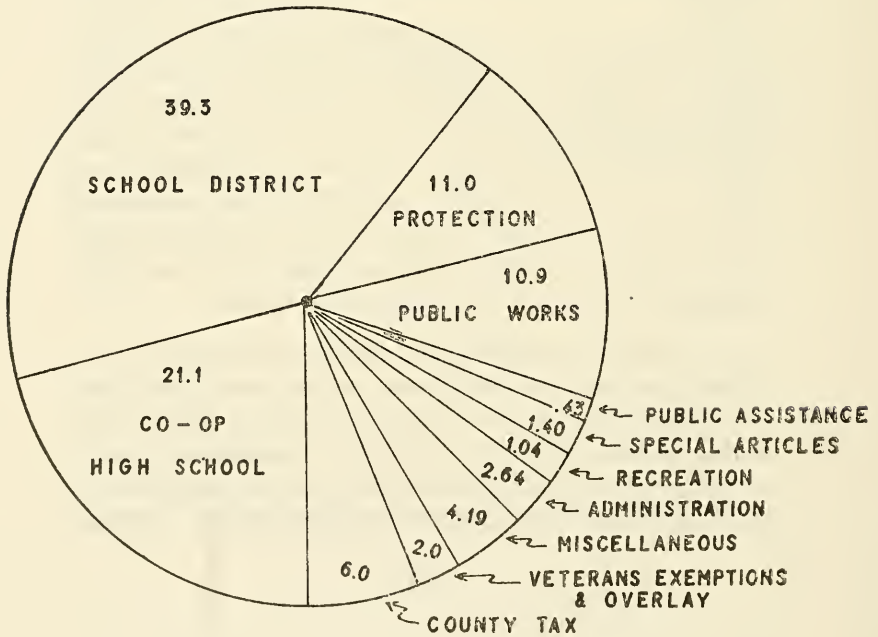 39.3
SCHOOL DISTRICT
11.0
PROTECTION
10.9
PUBLIC WORKS
21.1
CO-OP
HIGH SCHOOL
.43
PUBLIC ASSISTANCE
1.40
SPECIAL ARTICLES
1.04
RECREATION
2.64
ADMINISTRATION
4.19
MISCELLANEOUS
2.0
VETERANS EXEMPTIONS
& OVERLAY
6.0
COUNTY TAX